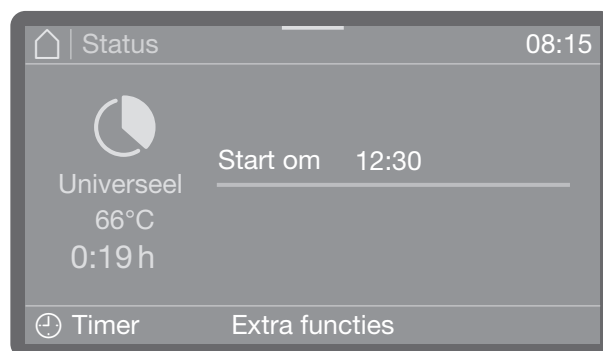 Status 08:15
Start om 12:30
Universeel
66°C
0:19 h
Timer Extra functies